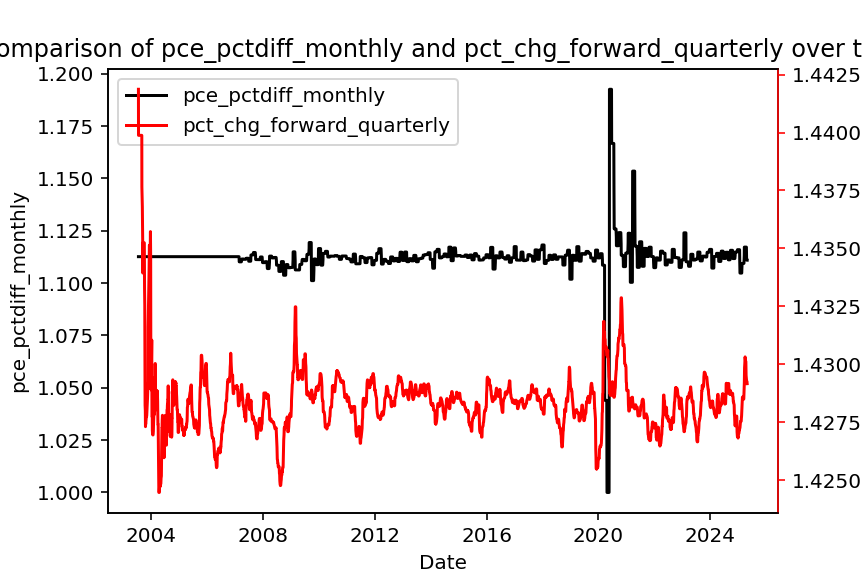 omparison of pce_pctdiff_monthly and pct_chg_forward_quarterly over t
pce_pctdiff_monthly
pct_chg_forward_quarterly
1.200
1.175
1.150
1.125
1.100
1.075
1.050
1.025
1.000
pce_pctdiff_monthly
1.4425
1.4400
1.4375
1.4350
1.4325
1.4300
1.4275
1.4250
2004 2008 2012 2016 2020 2024
Date